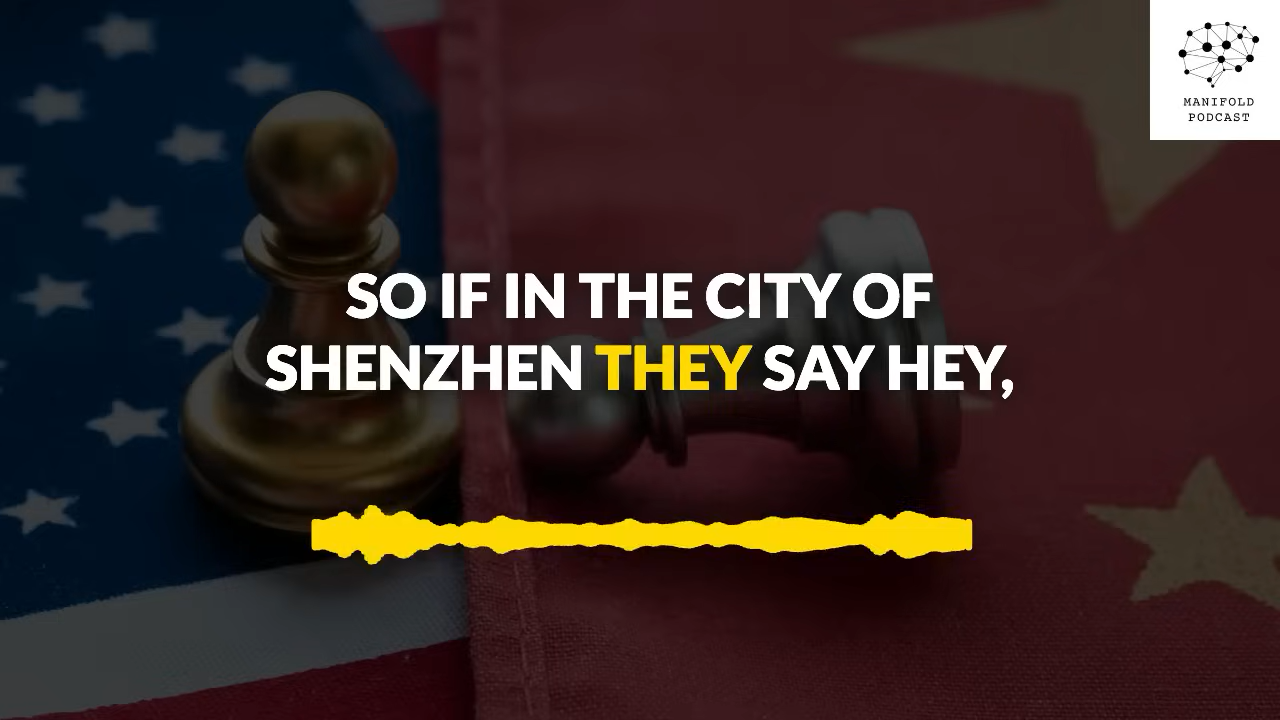 MANIFOLD
PODCAST
SO IF IN THE CITY OF
SHENZHEN THEY SAY HEY,